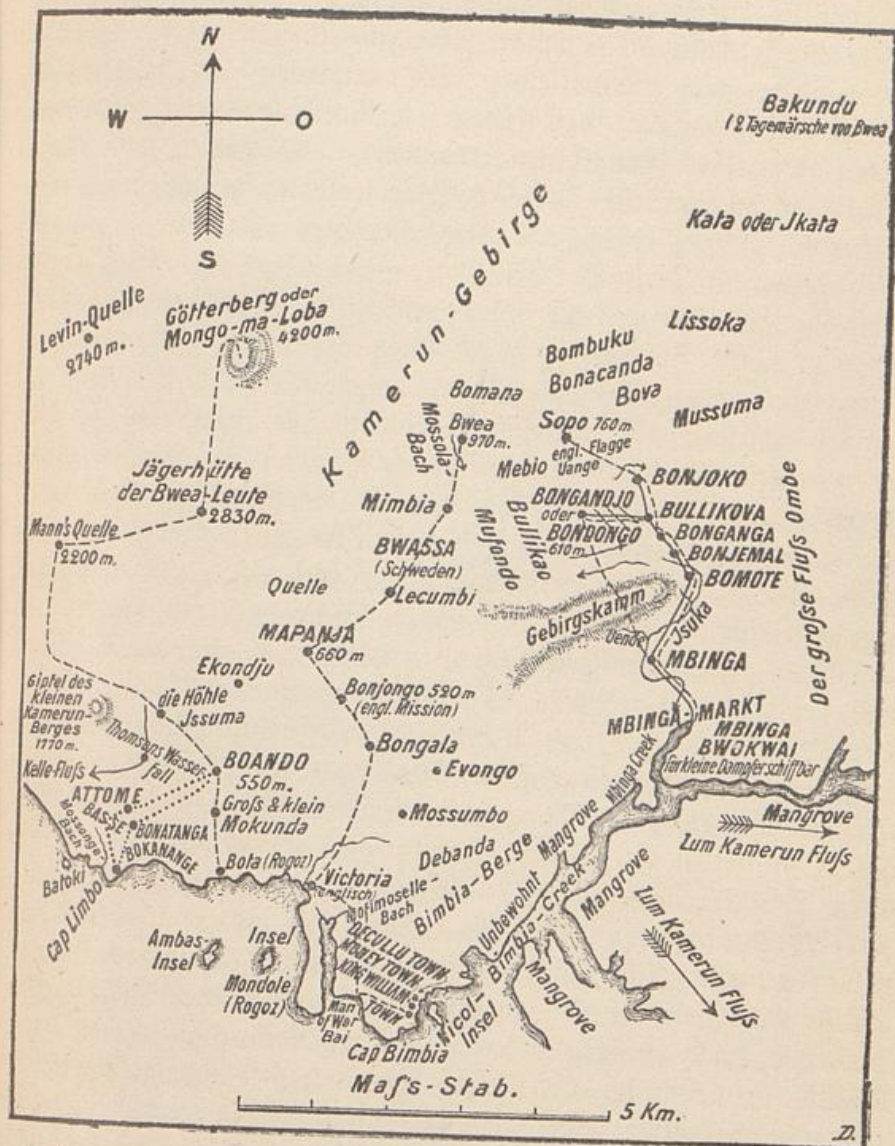 N
W
O
S
Bakundu
(2 Tagemärsche von Bwea
Kata oder Jkata
Kamerun-Gebirge
Levin-Quelle
2740 m.
Götterberg oder
Mongo-ma-Loba
4200 m.
Lissoka
Bombuku
Bonacanda
Bova
Mussuma
Bomana
Bwea
970 m.
Mossola-
Bach
Sopo 760 m.
engl. Flagge
Uange
Mebio
BONJOKO
Jägerhütte
der Bwea-Leute
2830 m.
Mimbia
BONGANDJO
oder
BONDONGO
610 m.
BULLIKOVA
BONGANGA
BONJEMAL
BOMOTE
Mann's Quelle
2200 m.
BWASSA
(Schweden)
Bullikao
Mufondo
Der große Fluſs Ombe
Quelle
Lecumbi
Gebirgskamm
Uende
Jsuka
MAPANJA
660 m
MBINGA
Ekondju
Gipfel des
kleinen
Kamerun-
Berges
1770 m.
die Höhle
Jssuma
Bonjongo 520 m
(engl. Mission)
MBINGA-MARKT
MBINGA
BWOKWAI
für kleine Dampfer schiffbar
Thomsons Wasser-
fall
Kelle-Fluſs
BOANDO
550 m.
Bongala
Evongo
Mbinga Creek
ATTOME
BASSE
BONATANGA
BOKANANGE
Groſs & klein
Mokunda
Mossumbo
Mangrove
Zum Kamerun Fluſs
Mossonge
Bach
Batoki
Cap Limbo
Bota (Rogoz)
Debanda
Mangrove
Victoria
(englisch)
Mofimoselle-
Bach
Bimbia-Berge
Unbewohnt
Bimbia-Creek
Mangrove
Zum Kamerun Fluſs
Ambas-
Insel
Insel
Mondole
(Rogoz)
DECULLU TOWN
MOBEY TOWN
KING WILLIAM
TOWN
Mangrove
Nicol-
Insel
Man
of War
Bai
Cap Bimbia
Maſs-Stab.
5 Km.
D.